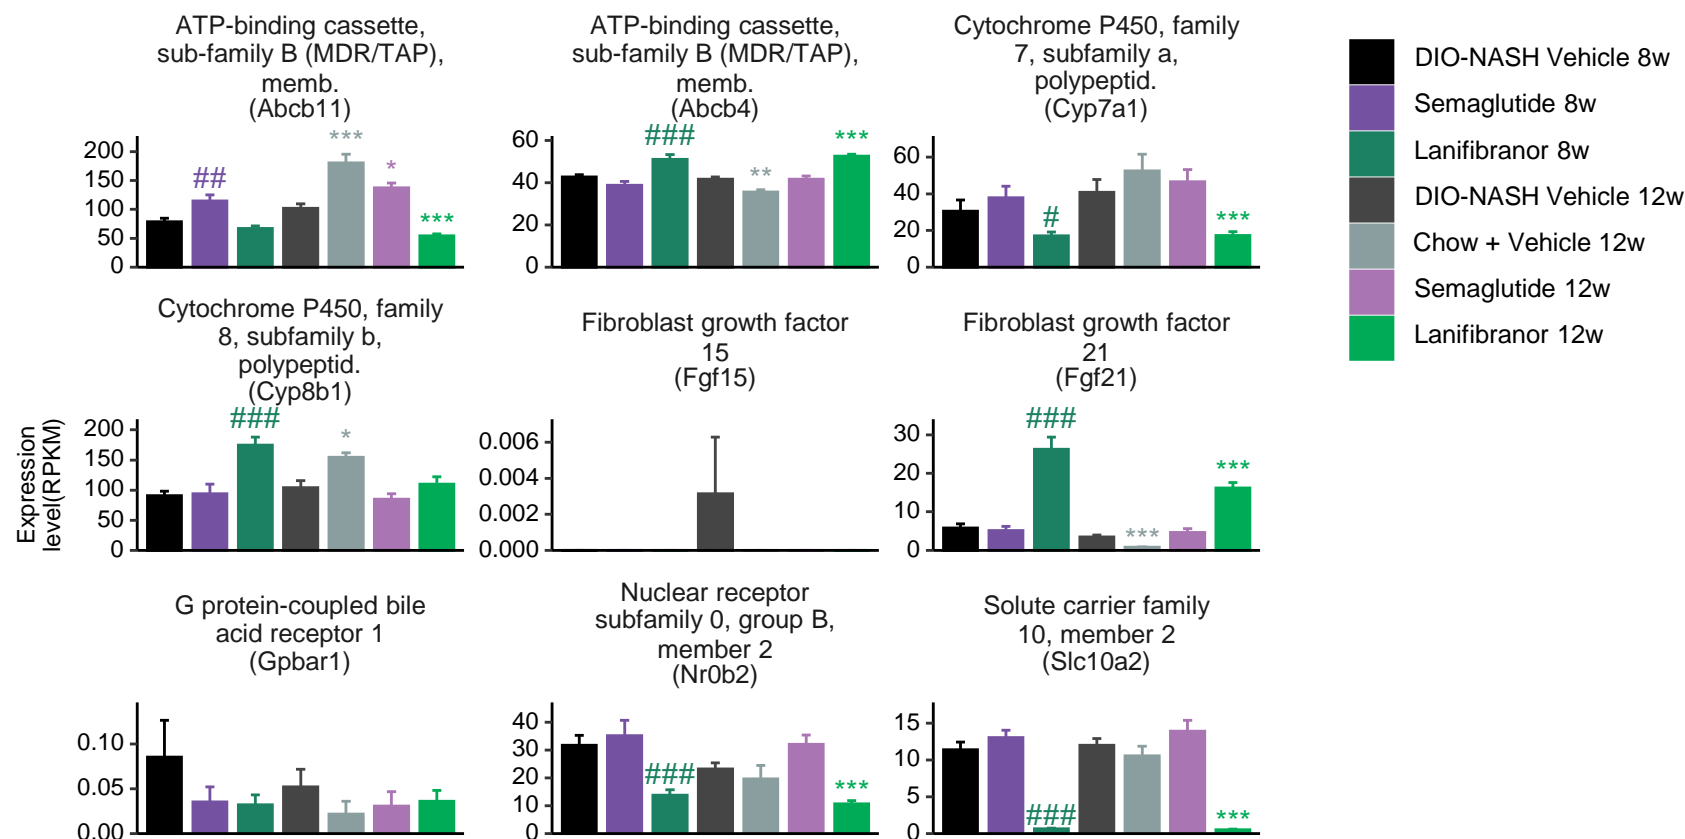 ATP-binding cassette,
sub-family B (MDR/TAP),
memb.
(Abcb11)
***
##
*
***
200
150
100
50
0
ATP-binding cassette,
sub-family B (MDR/TAP),
memb.
(Abcb4)
###
**
***
60
40
20
0
Cytochrome P450, family
7, subfamily a,
polypeptid.
(Cyp7a1)
#
***
60
40
20
0
DIO-NASH Vehicle 8w
Semaglutide 8w
Lanifibranor 8w
DIO-NASH Vehicle 12w
Chow + Vehicle 12w
Semaglutide 12w
Lanifibranor 12w
Expression
level(RPKM)
Cytochrome P450, family
8, subfamily b,
polypeptid.
(Cyp8b1)
###
*
200
150
100
50
0
Fibroblast growth factor
15
(Fgf15)
0.006
0.004
0.002
0.000
Fibroblast growth factor
21
(Fgf21)
###
***
***
30
20
10
0
G protein-coupled bile
acid receptor 1
(Gpbar1)
0.10
0.05
0.00
Nuclear receptor
subfamily 0, group B,
member 2
(Nr0b2)
###
***
40
30
20
10
0
Solute carrier family
10, member 2
(Slc10a2)
###
***
15
10
5
0